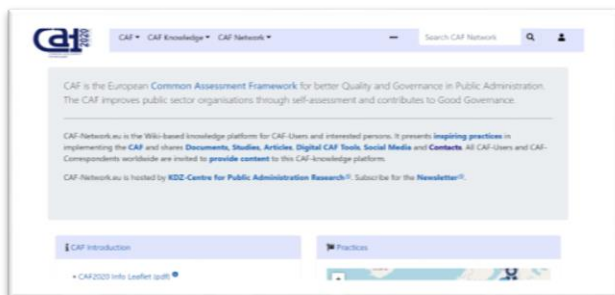 CAF 2020
CAF CAF Knowledge CAF Network ••• Search CAF Network
CAF is the European Common Assessment Framework for better Quality and Governance in Public Administration.
The CAF improves public sector organisations through self-assessment and contributes to Good Governance.
CAF-Network.eu is the Wiki-based knowledge platform for CAF-Users and interested persons. It presents inspiring practices in
implementing the CAF and shares Documents, Studies, Articles, Digital CAF Tools, Social Media and Contacts. All CAF-Users and CAF-
Correspondents worldwide are invited to provide content to this CAF-knowledge platform.
CAF-Network.eu is hosted by KDZ-Centre for Public Administration Research. Subscribe for the Newsletter.
CAF Introduction
Practices
• CAF2020 Info Leaflet (pdf)